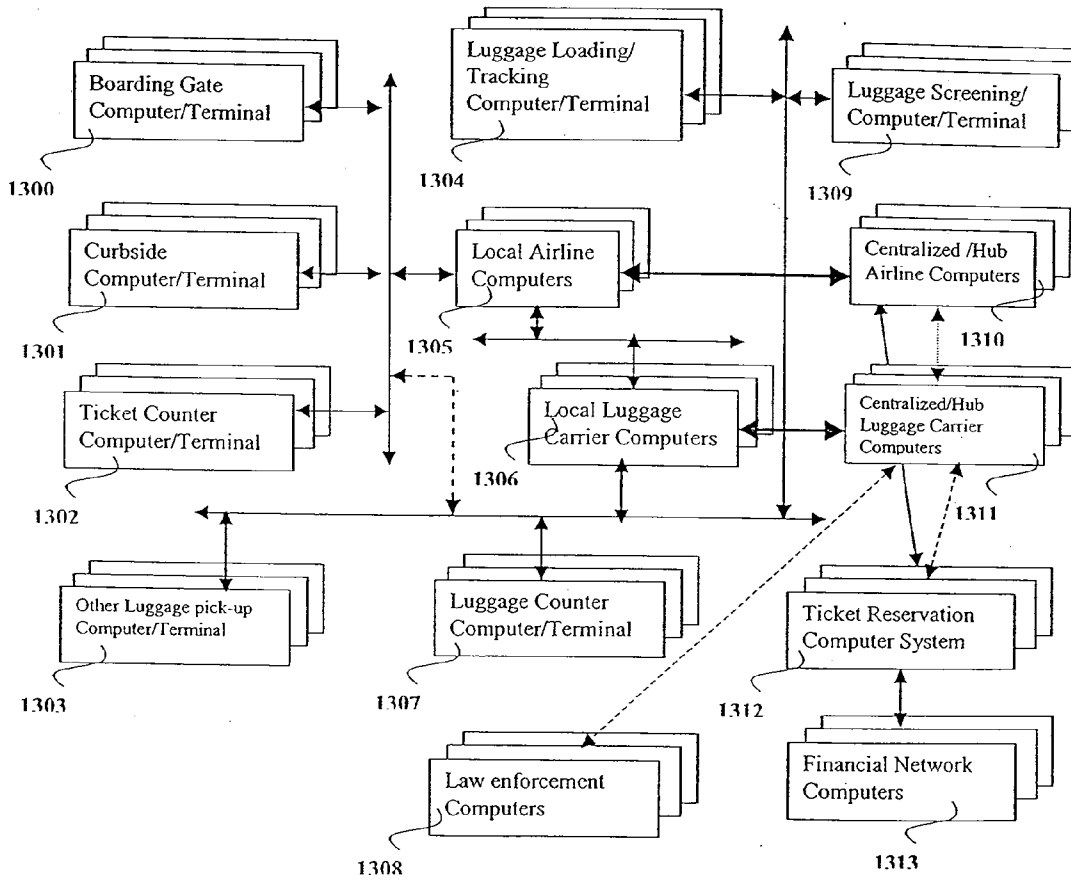 Boarding Gate
Computer/Terminal
1300
Luggage Loading/
Tracking
Computer/Terminal
1304
Luggage Screening/
Computer/Terminal
1309
Curbside
Computer/Terminal
1301
Local Airline
Computers
1305
Centralized /Hub
Airline Computers
1310
Ticket Counter
Computer/Terminal
1302
Local Luggage
Carrier Computers
1306
Centralized/Hub
Luggage Carrier
Computers
1311
Other Luggage pick-up
Computer/Terminal
1303
Luggage Counter
Computer/Terminal
1307
Ticket Reservation
Computer System
1312
Law enforcement
Computers
1308
Financial Network
Computers
1313